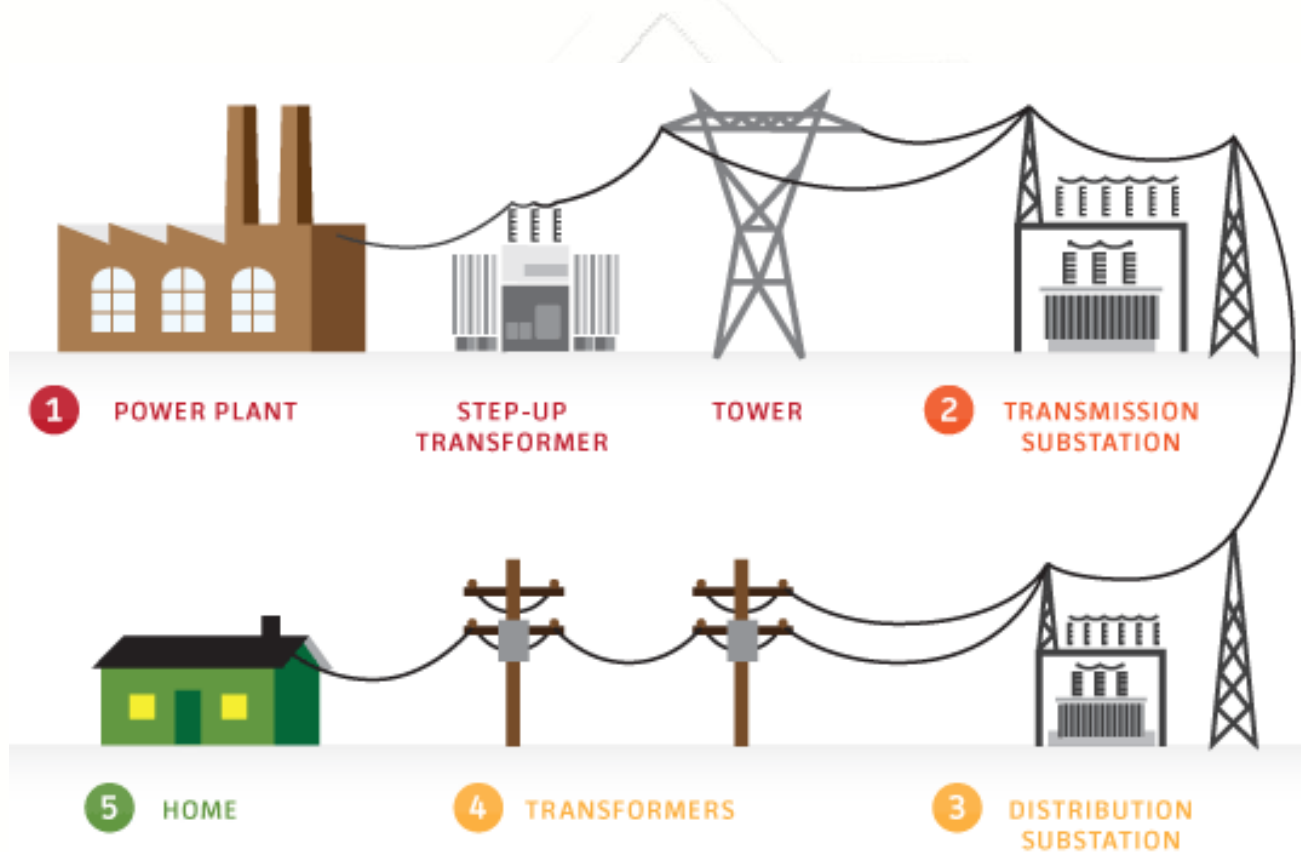 1 POWER PLANT
STEP-UP
TRANSFORMER
TOWER
2 TRANSMISSION
SUBSTATION
5 HOME
4 TRANSFORMERS
3 DISTRIBUTION
SUBSTATION